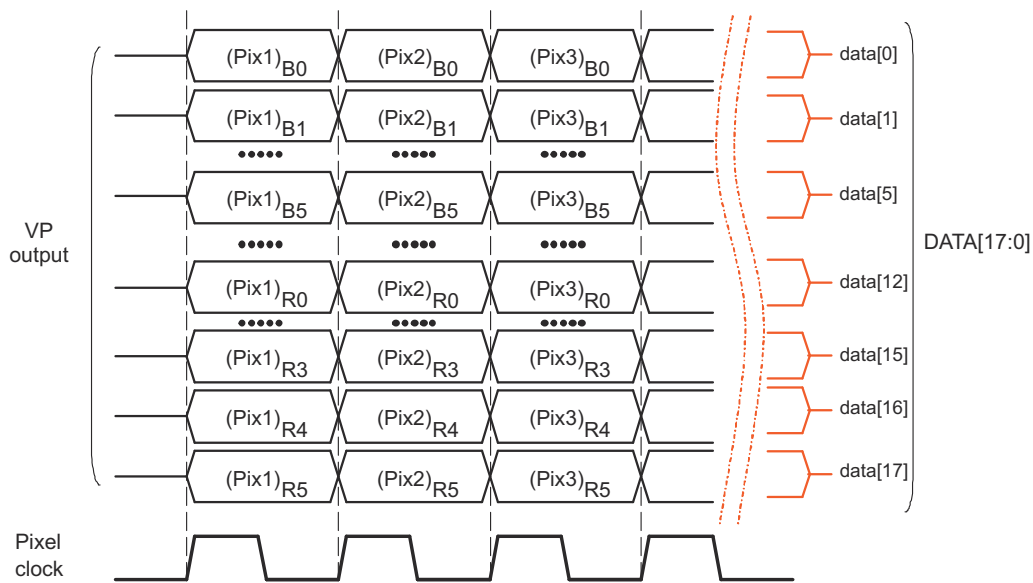 (Pix1)B0 (Pix2)B0 (Pix3)B0 data[0]
(Pix1)B1 (Pix2)B1 (Pix3)B1 data[1]
••••• ••••• •••••
(Pix1)B5 (Pix2)B5 (Pix3)B5 data[5]
VP
output
••••• ••••• •••••
DATA[17:0]
(Pix1)R0 (Pix2)R0 (Pix3)R0 data[12]
••••• ••••• •••••
(Pix1)R3 (Pix2)R3 (Pix3)R3 data[15]
(Pix1)R4 (Pix2)R4 (Pix3)R4 data[16]
(Pix1)R5 (Pix2)R5 (Pix3)R5 data[17]
Pixel
clock